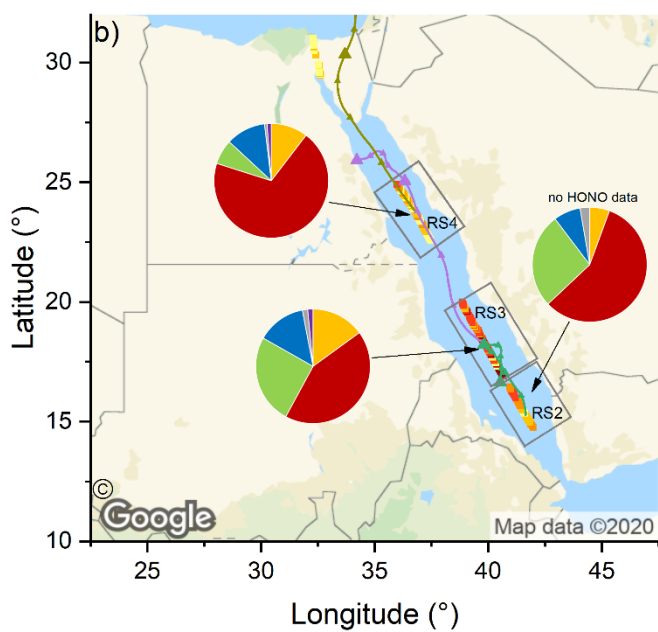 b)
30
25
20
15
10
Latitude (°)
no HONO data
RS4
RS3
RS2
©
Google
Map data ©2020
25
30
35
40
45
Longitude (°)